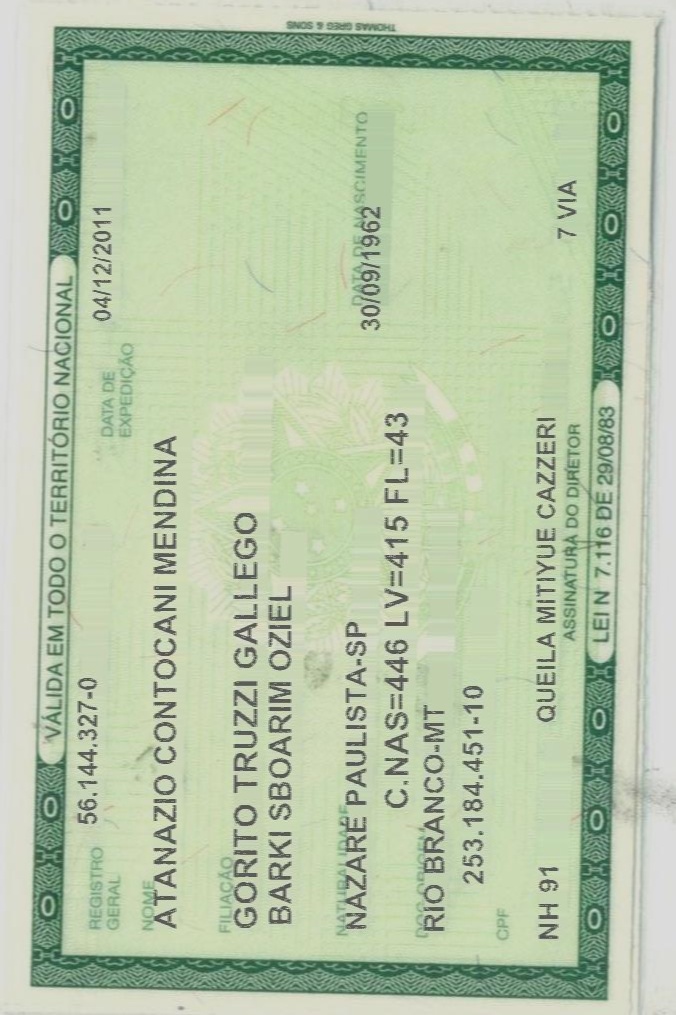 VÁLIDA EM TODO O TERRITÓRIO NACIONAL
REGISTRO GERAL 56.144.327-0 DATA DE EXPEDIÇÃO 04/12/2011
NOME
ATANAZIO CONTOCANI MENDINA
FILIAÇÃO
GORITO TRUZZI GALLEGO
BARKI SBOARIM OZIEL
NATURALIDADE DATA DE NASCIMENTO
NAZARÉ PAULISTA-SP 30/09/1962
C.NAS=446 LV=415 FL=43
DOC ORIGEM
RIO BRANCO-MT
253.184.451-10
CPF
NH 91 QUEILA MITIYUE CAZZERI 7 VIA
ASSINATURA DO DIRETOR
LEI N 7.116 DE 29/08/83
THOMAS GREG & SONS